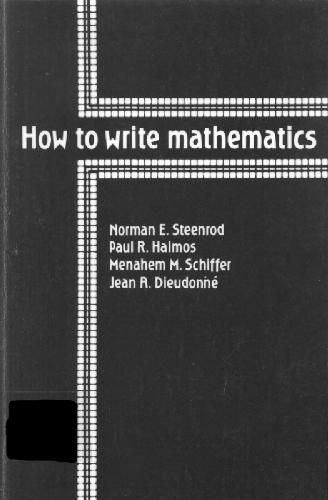 How to write mathematics
Norman E. Steenrod
Paul R. Halmos
Menahem M. Schiffer
Jean A. Dieudonné